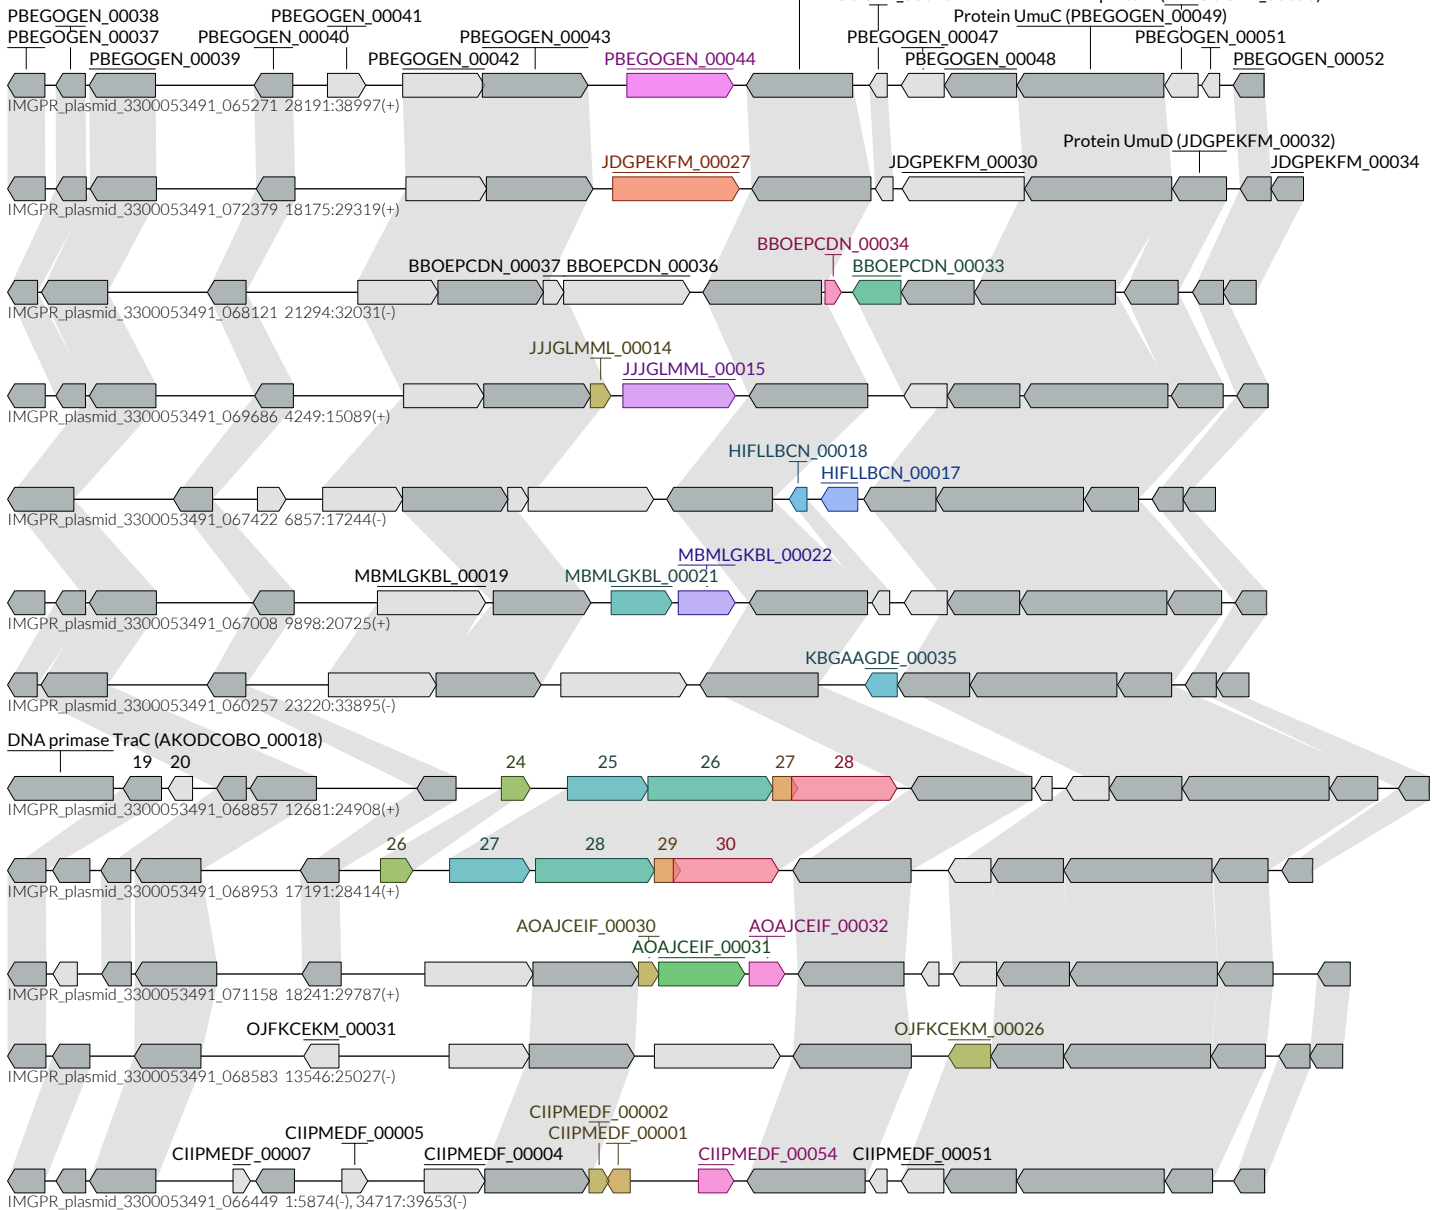 PBEGOGEN_00038
PBEGOGEN_00041
Protein UmuC (PBEGOGEN_00049)
PBEGOGEN_00037
PBEGOGEN_00040
PBEGOGEN_00043
PBEGOGEN_00047
PBEGOGEN_00051
PBEGOGEN_00039
PBEGOGEN_00042
PBEGOGEN_00044
PBEGOGEN_00048
PBEGOGEN_00052
IMGPR_plasmid_3300053491_065271 28191:38997(+)
Protein UmuD (JDGPEKFM_00032)
JDGPEKFM_00027
JDGPEKFM_00030
JDGPEKFM_00034
IMGPR_plasmid_3300053491_072379 18175:29319(+)
BBOEPCDN_00034
BBOEPCDN_00037
BBOEPCDN_00036
BBOEPCDN_00033
IMGPR_plasmid_3300053491_068121 21294:32031(-)
JJJGLMML_00014
JJJGLMML_00015
IMGPR_plasmid_3300053491_069686 4249:15089(+)
HIFLLBCN_00018
HIFLLBCN_00017
IMGPR_plasmid_3300053491_067422 6857:17244(-)
MBMLGKBL_00022
MBMLGKBL_00019
MBMLGKBL_00021
IMGPR_plasmid_3300053491_067008 9898:20725(+)
KBGAAGDE_00035
IMGPR_plasmid_3300053491_060257 23220:33895(-)
DNA primase TraC (AKODCOBO_00018)
19 20 24 25 26 27 28
IMGPR_plasmid_3300053491_068857 12681:24908(+)
26 27 28 29 30
IMGPR_plasmid_3300053491_068953 17191:28414(+)
AOAJCEIF_00030
AOAJCEIF_00032
AOAJCEIF_00031
IMGPR_plasmid_3300053491_071158 18241:29787(+)
OJFKCEKM_00031
OJFKCEKM_00026
IMGPR_plasmid_3300053491_068583 13546:25027(-)
CIIPMEDF_00002
CIIPMEDF_00005
CIIPMEDF_00001
CIIPMEDF_00007
CIIPMEDF_00004
CIIPMEDF_00054
CIIPMEDF_00051
IMGPR_plasmid_3300053491_066449 1:5874(-), 34717:39653(-)